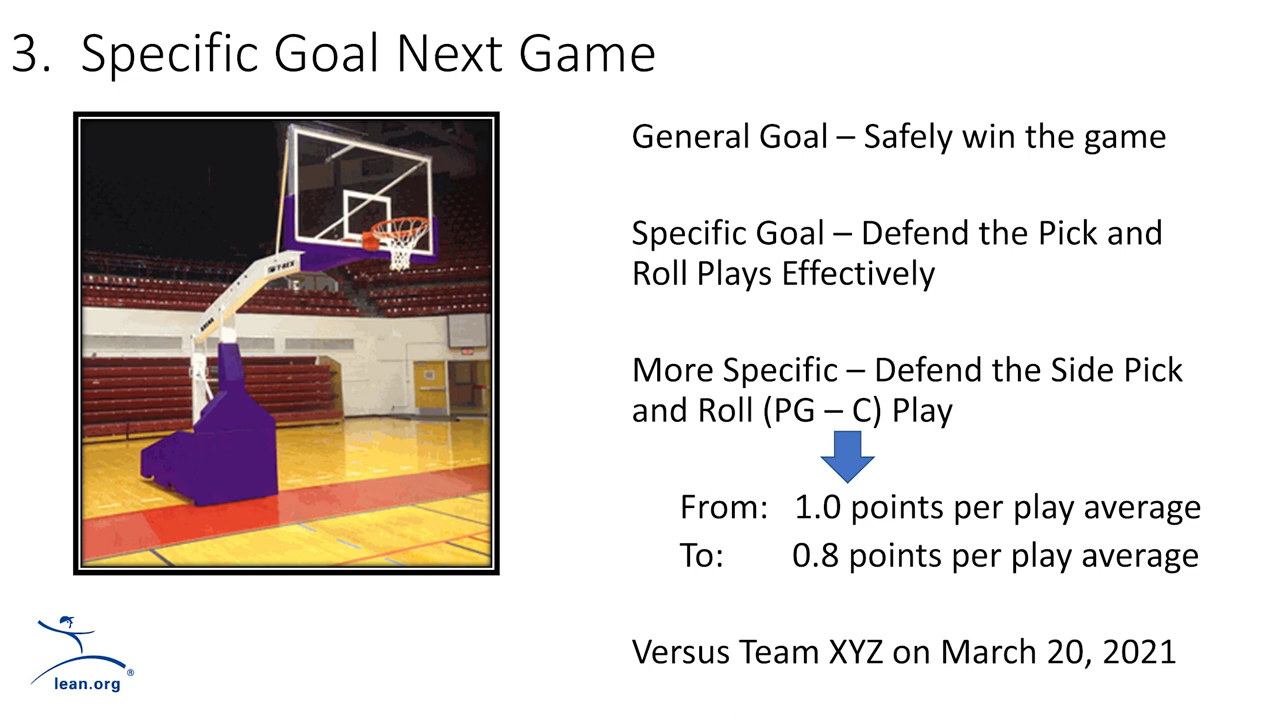 3. Specific Goal Next Game
General Goal – Safely win the game
Specific Goal – Defend the Pick and
Roll Plays Effectively
More Specific – Defend the Side Pick
and Roll (PG – C) Play
From: 1.0 points per play average
To: 0.8 points per play average
Versus Team XYZ on March 20, 2021
lean.org®